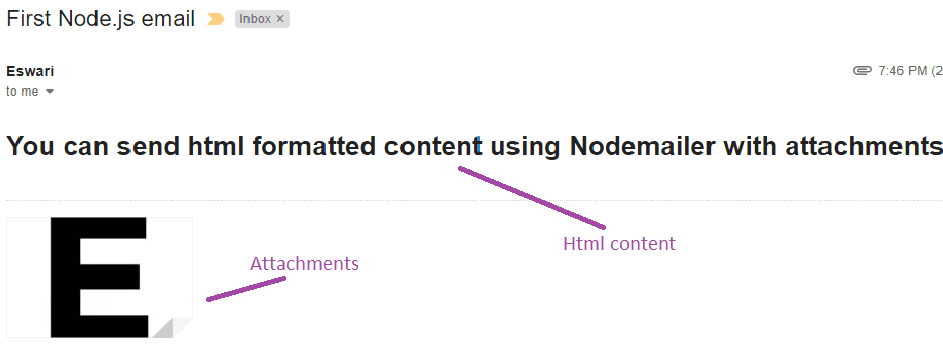 First Node.js email Inbox ×
Eswari 7:46 PM (2
to me
You can send html formatted content using Nodemailer with attachments
Html content
Attachments
E